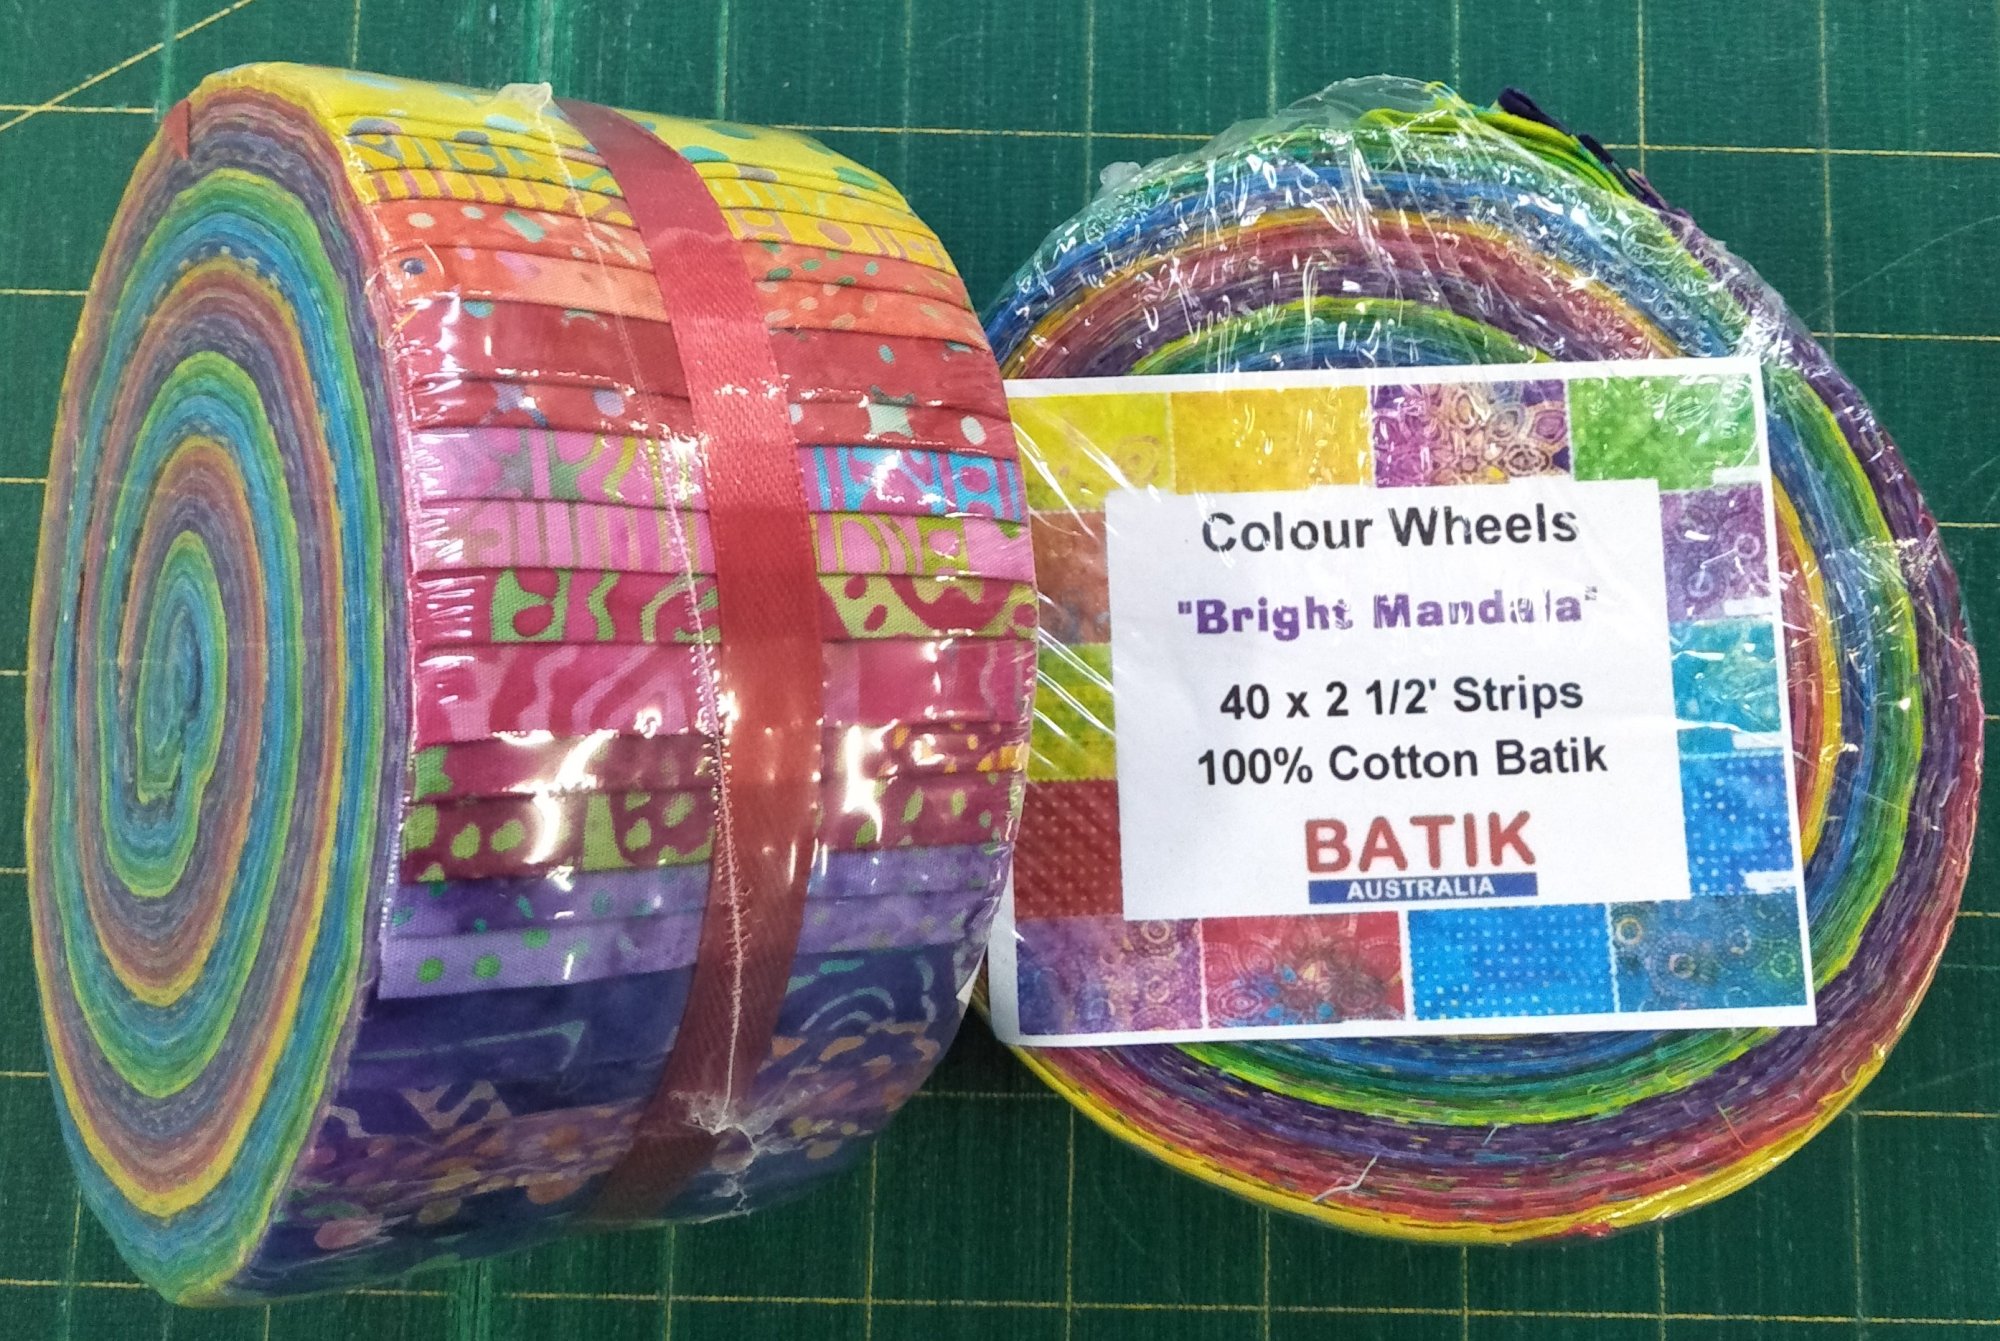 Colour Wheels
"Bright Mandala"
40 x 2 1/2' Strips
100% Cotton Batik
BATIK
AUSTRALIA